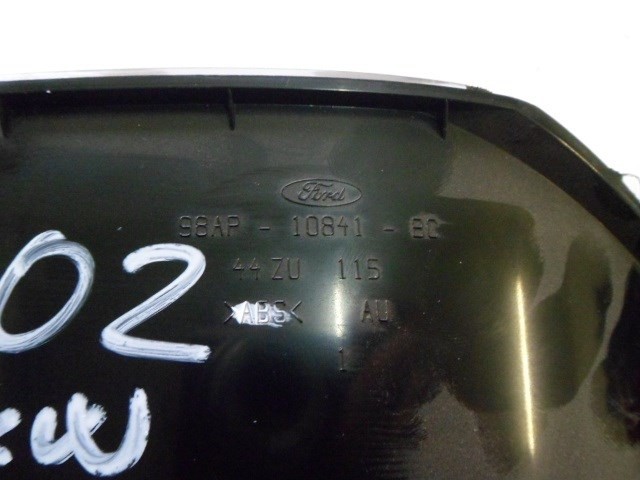 Ford
98AP - 10841 - BC
44 ZU 115
>ABS< AU
1
02